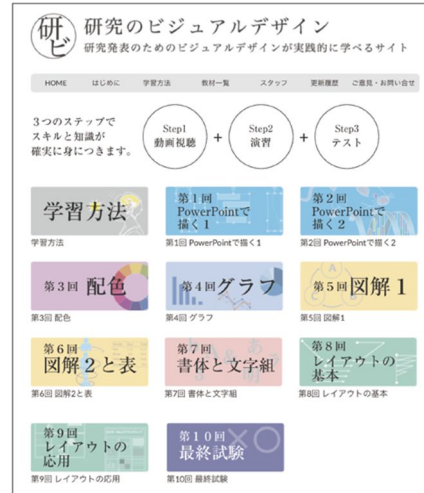 研ビ
研究のビジュアルデザイン
研究発表のためのビジュアルデザインが実践的に学べるサイト
HOME はじめに 学習方法 教材一覧 スタッフ 更新履歴 ご意見・お問い合せ
3つのステップで
スキルと知識が
確実に身につきます。
Step1
動画視聴
+
Step2
演習
+
Step3
テスト
学習方法
学習方法
第1回
PowerPointで
描く1
第1回 PowerPointで描く1
第2回
PowerPointで
描く2
第2回 PowerPointで描く2
第3回 配色
第3回 配色
第4回 グラフ
第4回 グラフ
第5回 図解1
第5回 図解1
第6回
図解2と表
第6回 図解2と表
第7回
書体と文字組
第7回 書体と文字組
第8回
レイアウトの
基本
第8回 レイアウトの基本
第9回
レイアウトの
応用
第9回 レイアウトの応用
第10回
最終試験
第10回 最終試験